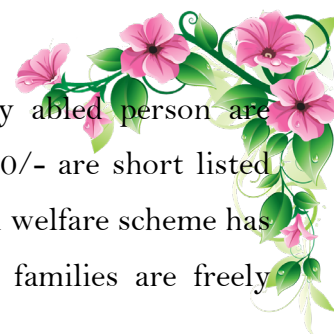 y abled person are
0/- are short listed
welfare scheme has
families are freely